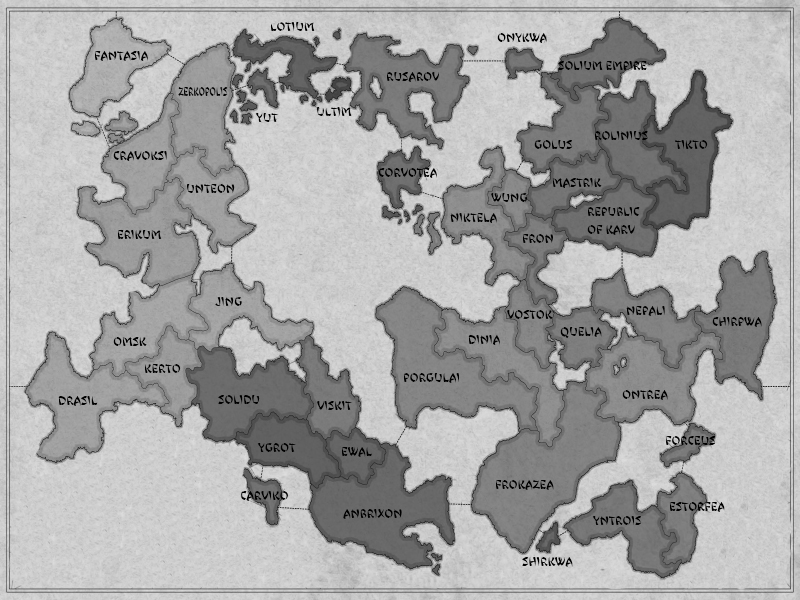 LOTIUM
ONYKWA
FANTASIA
SOLIUM EMPIRE
RUSAROV
ZERKOPOLIS
YUT
ULTIM
GOLUS
ROLINIUS
TIKTO
CRAVOKSI
CORVOTEA
UNTEON
MASTRIK
WUNG
NIKTELA
REPUBLIC
OF KARV
ERIKUM
FRON
JING
NEPALI
VOSTOK
CHIRPWA
QUELIA
OMSK
DINIA
KERTO
PORGULAI
ONTREA
DRASIL
SOLIDU
VISKIT
FORCEUS
YGROT
EWAL
FROKAZEA
CARVIKO
ESTORFEA
ANRRIXON
YNTROIS
SHIRKWA